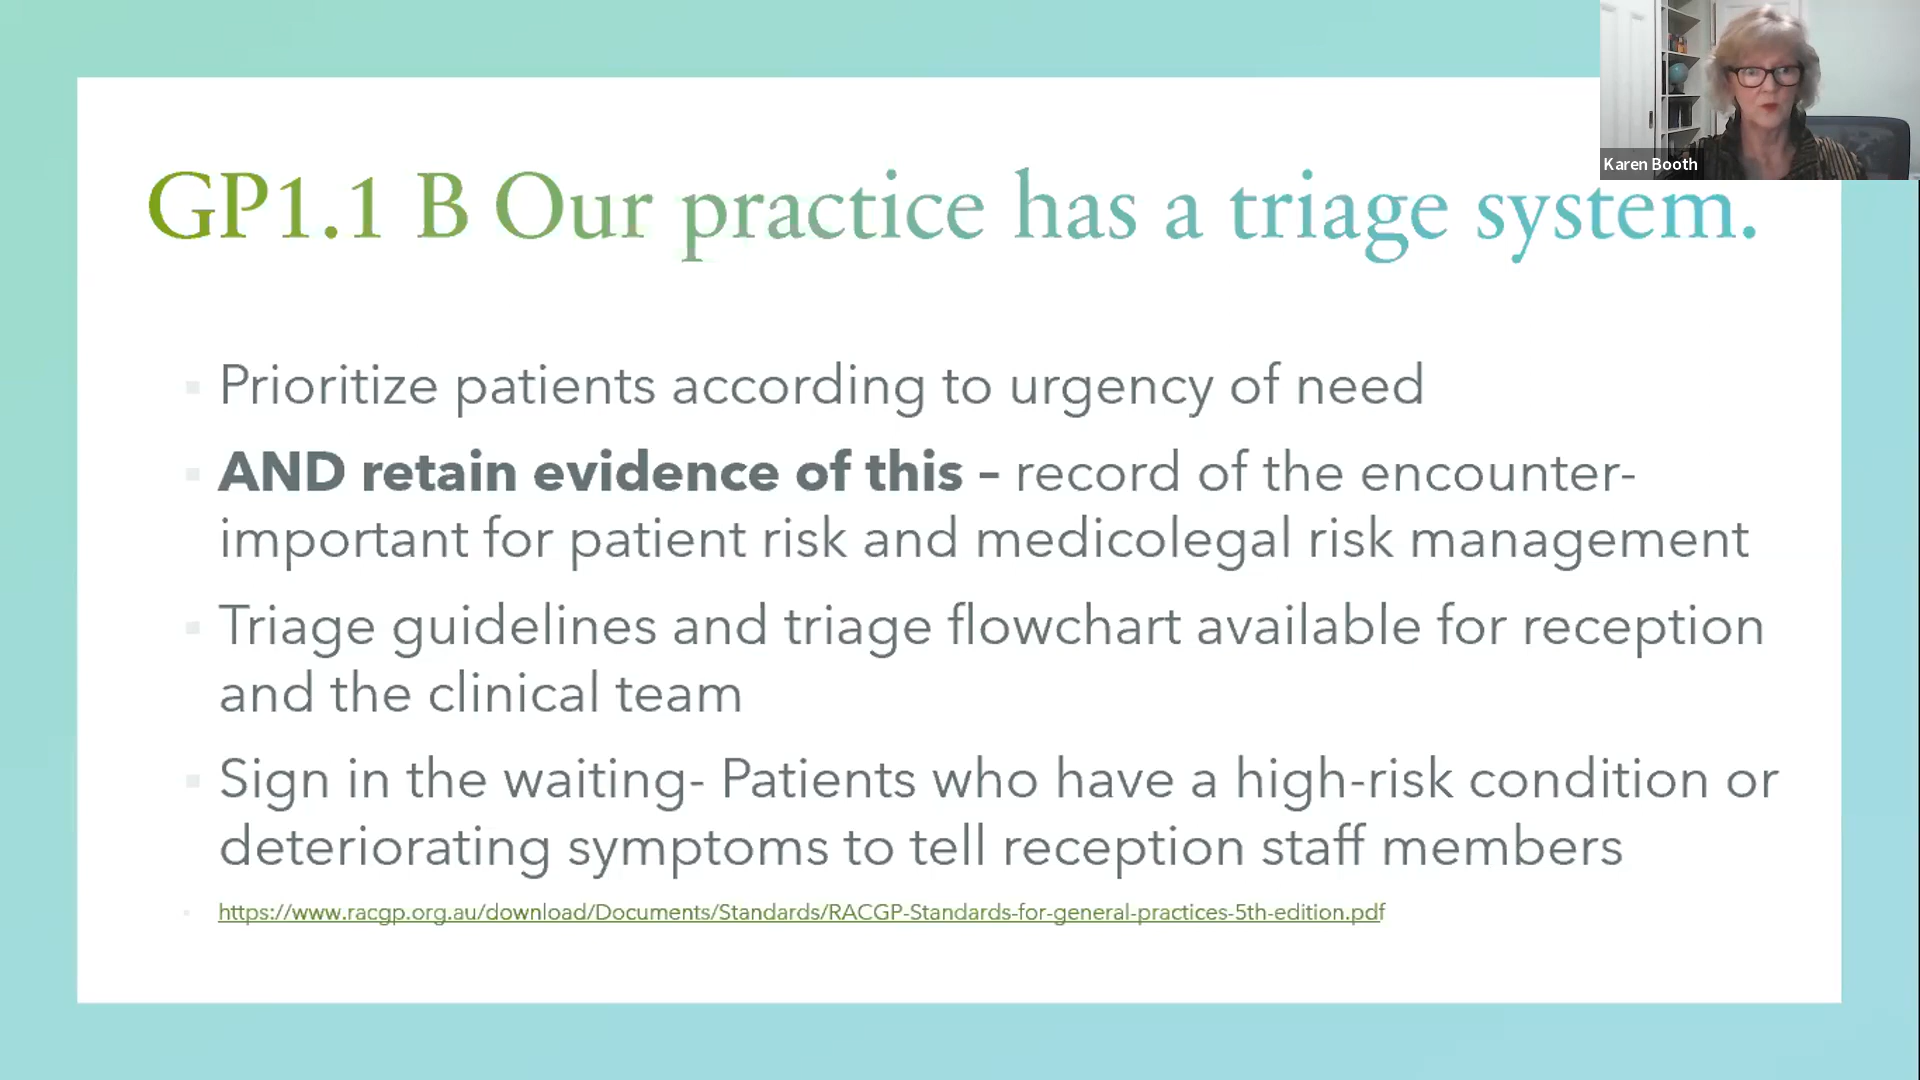 Karen Booth
GP1.1 B Our practice has a triage system.
Prioritize patients according to urgency of need
AND retain evidence of this – record of the encounter-
important for patient risk and medicolegal risk management
Triage guidelines and triage flowchart available for reception
and the clinical team
Sign in the waiting- Patients who have a high-risk condition or
deteriorating symptoms to tell reception staff members
https://www.racgp.org.au/download/Documents/Standards/RACGP-Standards-for-general-practices-5th-edition.pdf